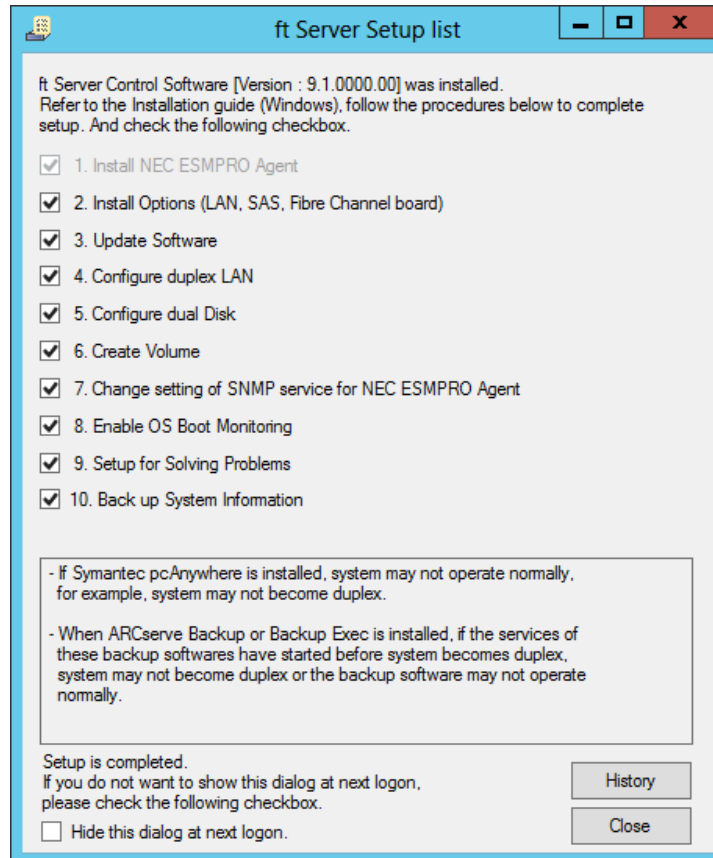 ft Server Setup list
ft Server Control Software [Version : 9.1.0000.00] was installed.
Refer to the Installation guide (Windows), follow the procedures below to complete
setup. And check the following checkbox.
1. Install NEC ESMPRO Agent
2. Install Options (LAN, SAS, Fibre Channel board)
3. Update Software
4. Configure duplex LAN
5. Configure dual Disk
6. Create Volume
7. Change setting of SNMP service for NEC ESMPRO Agent
8. Enable OS Boot Monitoring
9. Setup for Solving Problems
10. Back up System Information
- If Symantec pcAnywhere is installed, system may not operate normally,
for example, system may not become duplex.
- When ARCserve Backup or Backup Exec is installed, if the services of
these backup softwares have started before system becomes duplex,
system may not become duplex or the backup software may not operate
normally.
Setup is completed.
If you do not want to show this dialog at next logon,
please check the following checkbox.
Hide this dialog at next logon.
History
Close